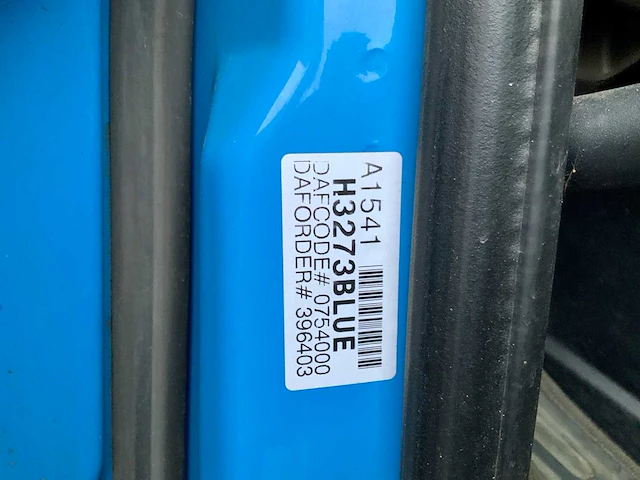 A1541
H3273BLUE
DAFCODE# 0754000
DAFORDER# 396403